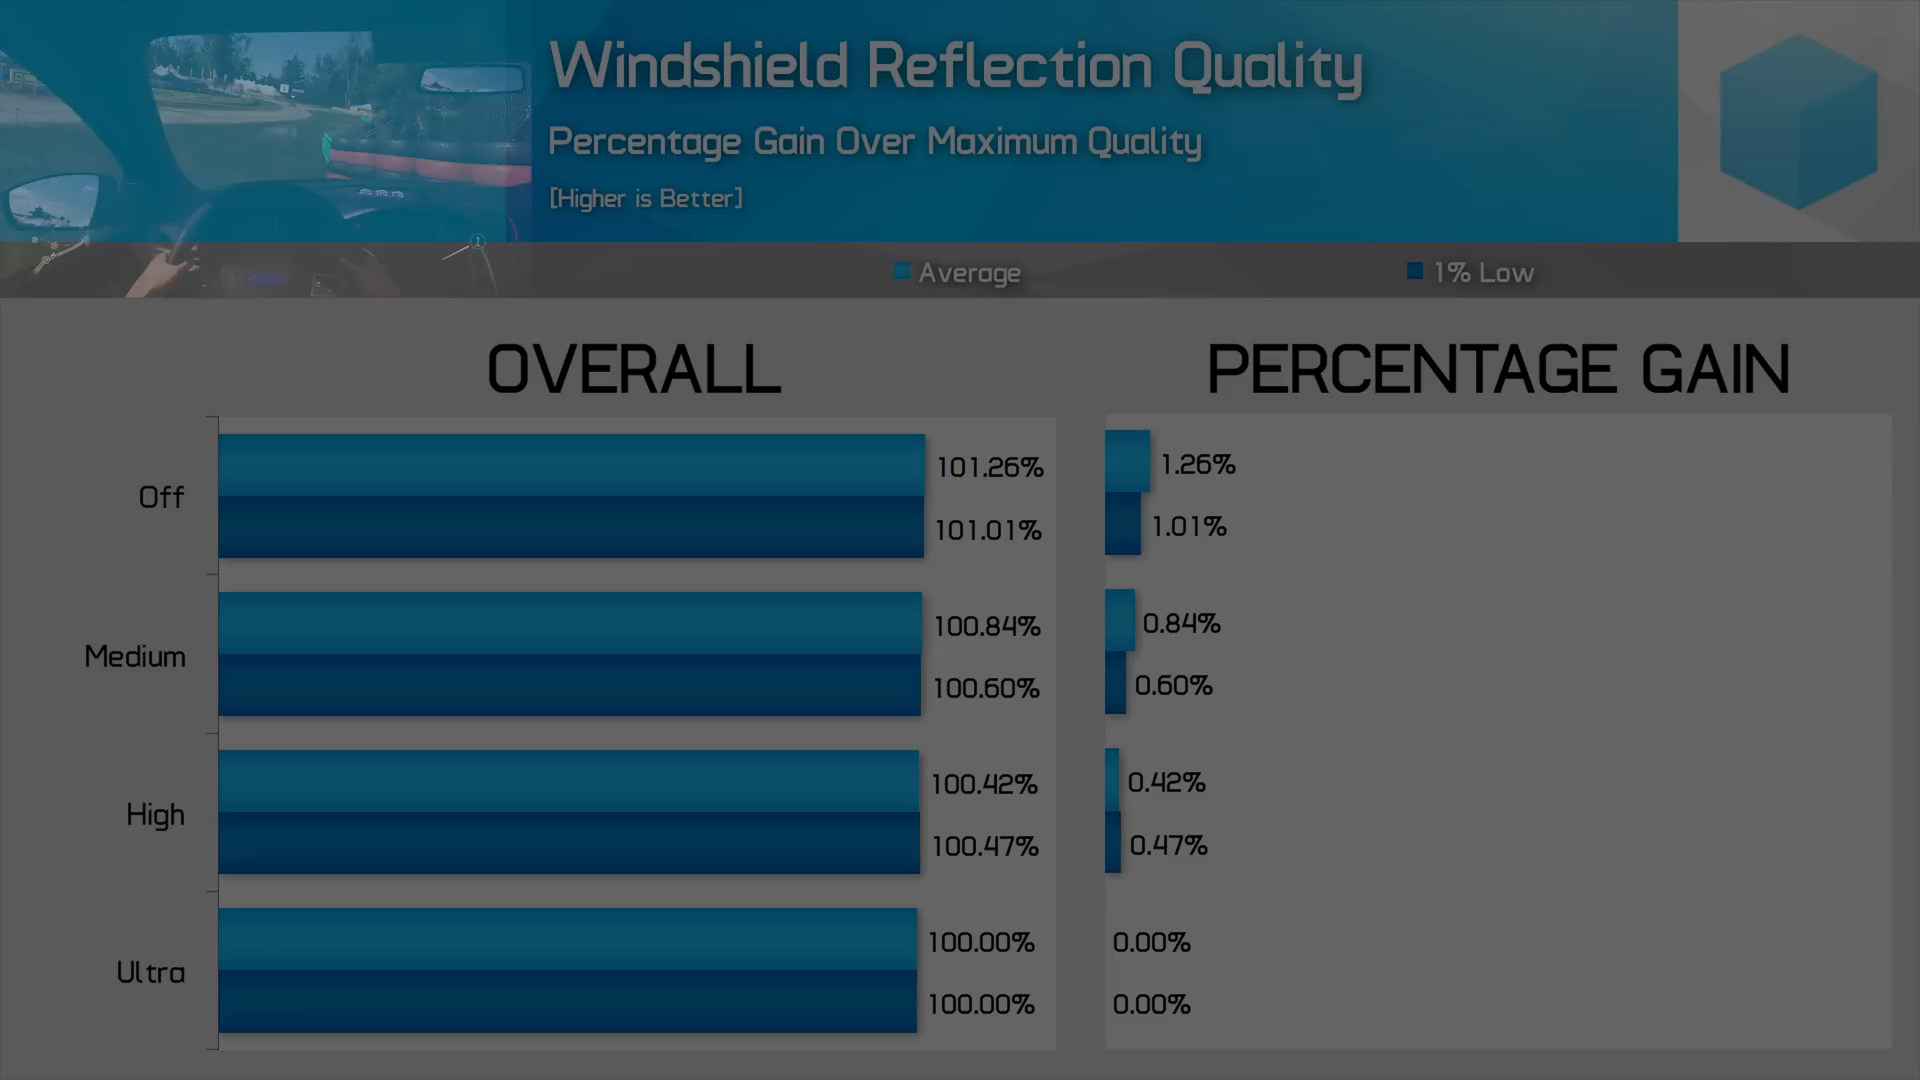 Windshield Reflection Quality
Percentage Gain Over Maximum Quality
[Higher is Better]
Average
1% Low
OVERALL
PERCENTAGE GAIN
Off
101.26%
101.01%
1.26%
1.01%
Medium
100.84%
100.60%
0.84%
0.60%
High
100.42%
100.47%
0.42%
0.47%
Ultra
100.00%
100.00%
0.00%
0.00%